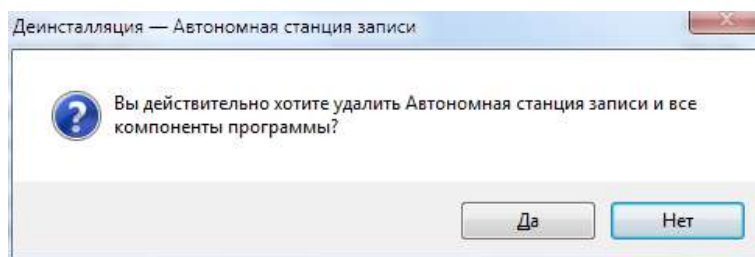 Деинсталляция — Автономная станция записи
Вы действительно хотите удалить Автономная станция записи и все
компоненты программы?
Да
Нет